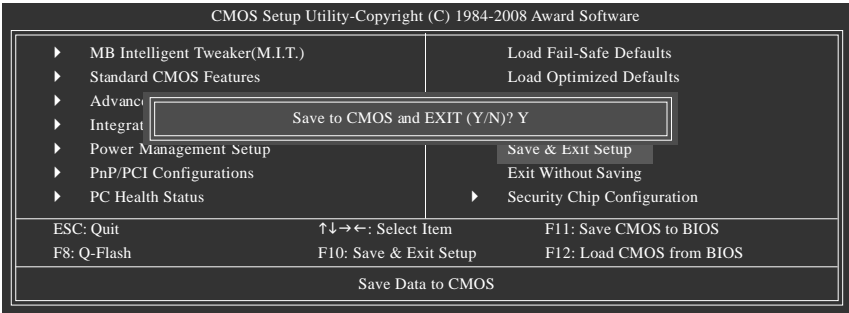 CMOS Setup Utility-Copyright (C) 1984-2008 Award Software
MB Intelligent Tweaker(M.I.T.)
Standard CMOS Features
Power Management Setup
PnP/PCI Configurations
PC Health Status
Load Fail-Safe Defaults
Load Optimized Defaults
Save to CMOS and EXIT (Y/N)? Y
Save & Exit Setup
Exit Without Saving
Security Chip Configuration
ESC: Quit ↑↓→←: Select Item F11: Save CMOS to BIOS
F8: Q-Flash F10: Save & Exit Setup F12: Load CMOS from BIOS
Save Data to CMOS